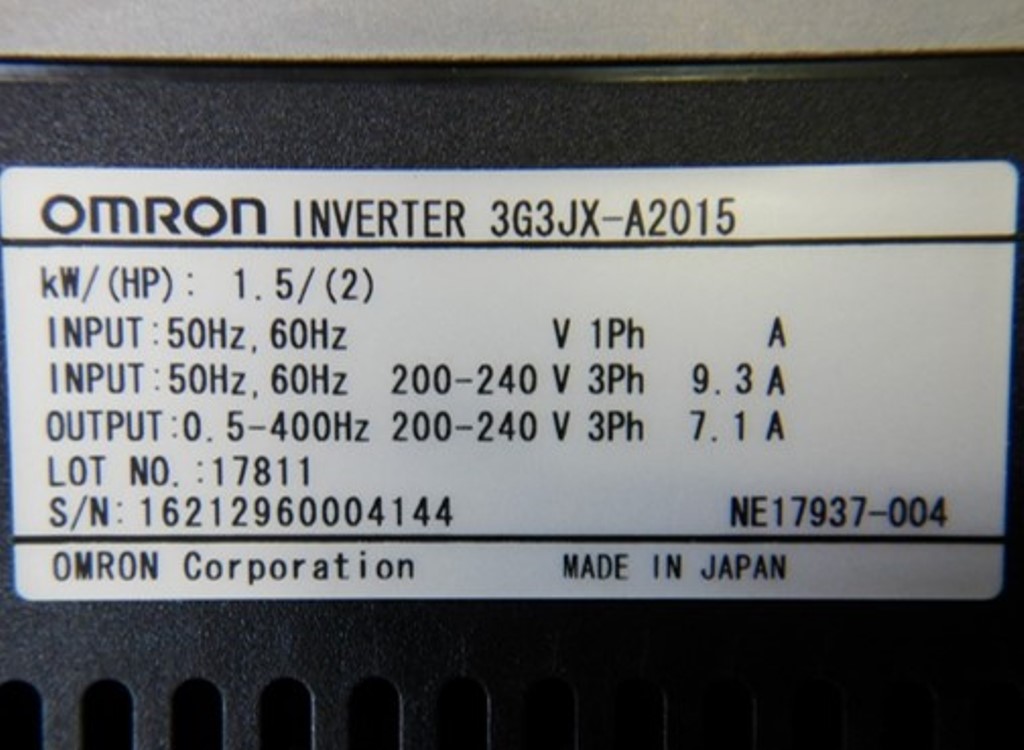 OMRON INVERTER 3G3JX-A2015
kW/(HP): 1.5/(2)
INPUT:50Hz,60Hz V 1Ph A
INPUT:50Hz,60Hz 200-240 V 3Ph 9.3 A
OUTPUT:0.5-400Hz 200-240 V 3Ph 7.1 A
LOT NO.:17811
S/N:16212960004144 NE17937-004
OMRON Corporation MADE IN JAPAN